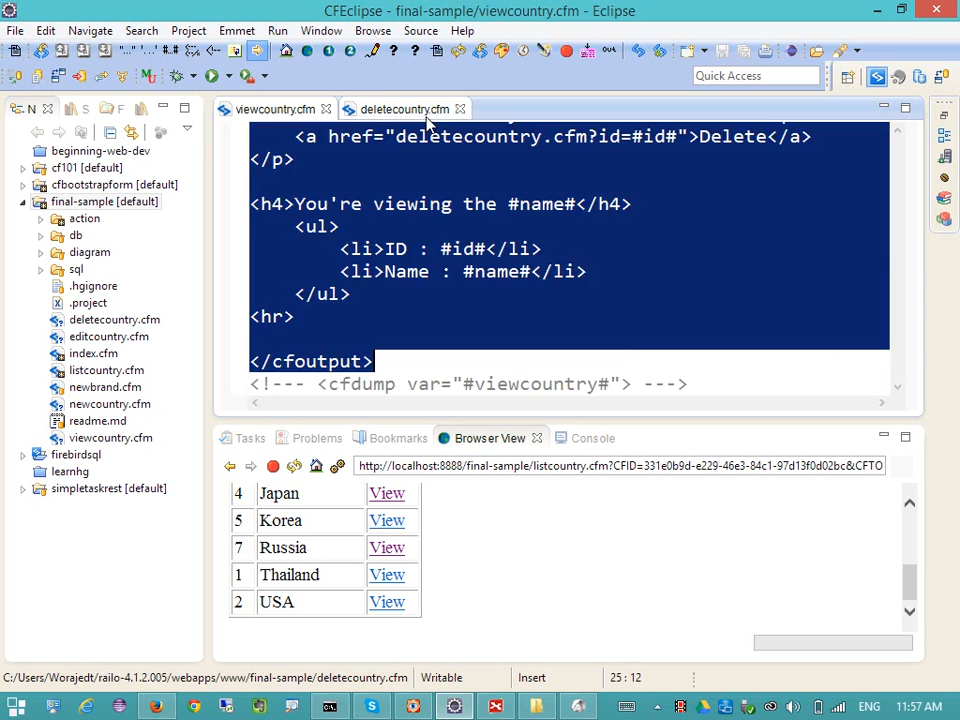 CFEclipse - final-sample/viewcountry.cfm - Eclipse
File Edit Navigate Search Project Emmet Run Window Browse Source Help
Quick Access
N S F
viewcountry.cfm deletecountry.cfm
beginning-web-dev
cf101 [default]
cfbootstrapform [default]
final-sample [default]
action
db
diagram
sql
.hgignore
.project
deletecountry.cfm
editcountry.cfm
index.cfm
listcountry.cfm
newbrand.cfm
newcountry.cfm
readme.md
viewcountry.cfm
firebirdsql
learnhg
simpletaskrest [default]
<a href="deletecountry.cfm?id=#id#">Delete</a>
</p>
<h4>You're viewing the #name#</h4>
<ul>
<li>ID : #id#</li>
<li>Name : #name#</li>
</ul>
<hr>
</cfoutput>
<!--- <cfdump var="#viewcountry#"> --->
Tasks Problems Bookmarks Browser View Console
http://localhost:8888/final-sample/listcountry.cfm?CFID=331e0b9d-e229-46e3-84c1-97d13f0d02bc&CFTO
4 Japan View
5 Korea View
7 Russia View
1 Thailand View
2 USA View
C:/Users/Worajedt/railo-4.1.2.005/webapps/www/final-sample/deletecountry.cfm Writable Insert 25 : 12
ENG 11:57 AM